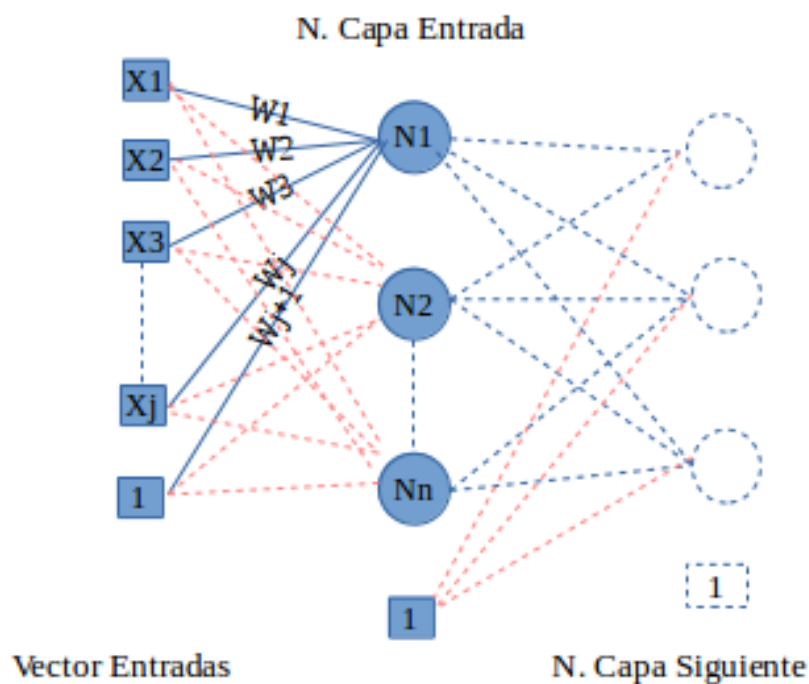 N. Capa Entrada
X1
W1
N1
X2
W2
X3
W3
Wj
Wj+1
N2
Xj
1
Nn
1
1
Vector Entradas
N. Capa Siguiente